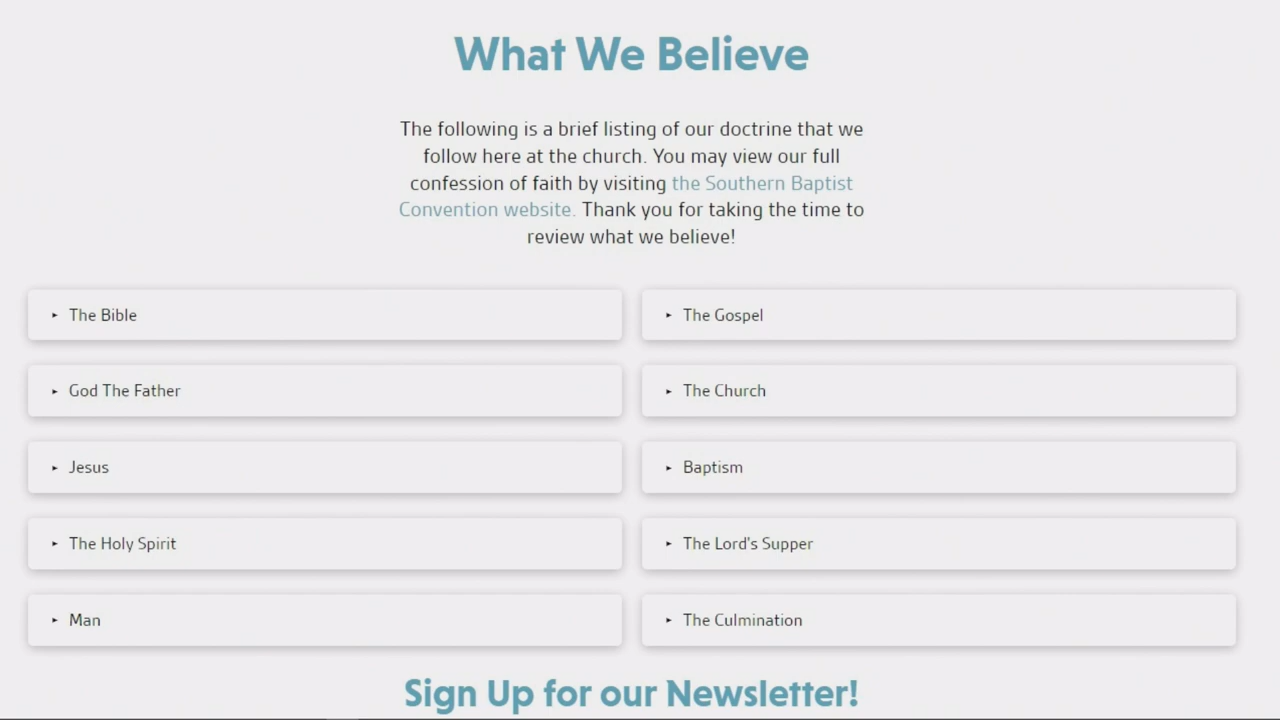 What We Believe
The following is a brief listing of our doctrine that we
follow here at the church. You may view our full
confession of faith by visiting the Southern Baptist
Convention website. Thank you for taking the time to
review what we believe!
The Bible
God The Father
Jesus
The Holy Spirit
Man
The Gospel
The Church
Baptism
The Lord's Supper
The Culmination
Sign Up for our Newsletter!